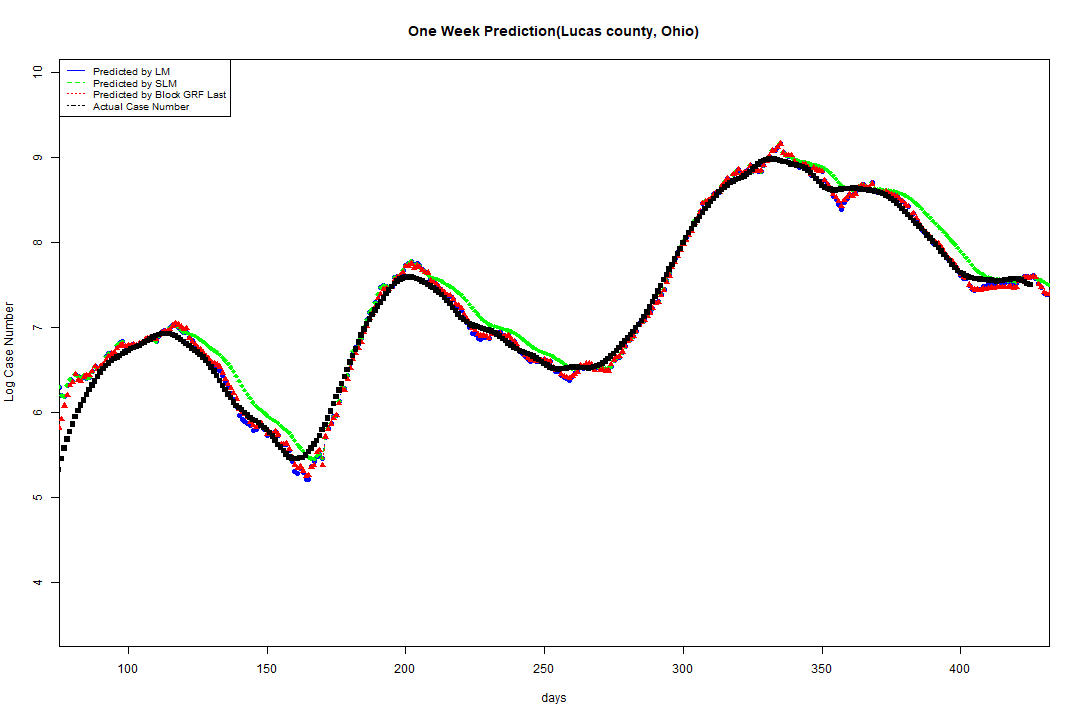 One Week Prediction(Lucas county, Ohio)
Predicted by LM
Predicted by SLM
Predicted by Block GRF Last
Actual Case Number
10
9
8
7
6
5
4
Log Case Number
100 150 200 250 300 350 400
days